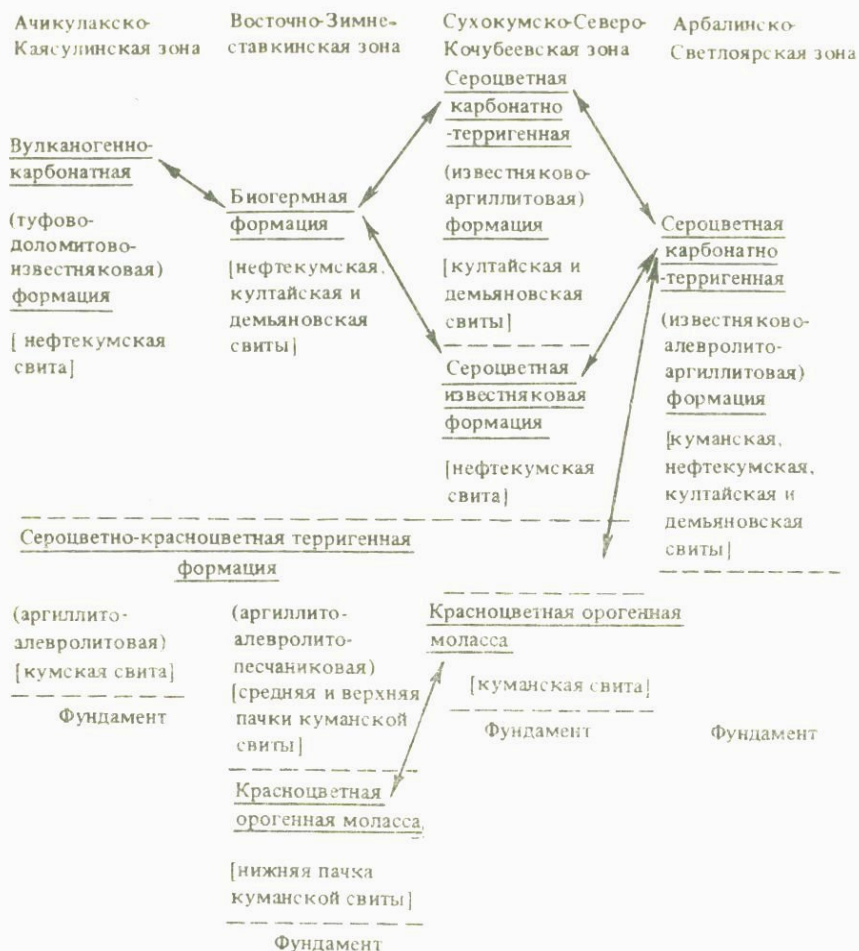 Ачикулакско-
Каясулинская зона
Восточно-Зимне-
ставкинская зона
Сухокумско-Северо-
Кочубеевская зона
Арбалинско-
Светлоярская зона
Вулканогенно-
карбонатная
(туфово-
доломитово-
известняковая)
формация
[нефтекумская
свита]
Биогермная
формация
[нефтекумская,
култайская и
демьяновская
свиты]
Сероцветная
карбонатно
-терригенная
(известняково-
аргиллитовая)
формация
[култайская и
демьяновская
свиты]
Сероцветная
известняковая
формация
[нефтекумская
свита]
Сероцветная
карбонатно
-терригенная
(известняково-
алевролито-
аргиллитовая)
формация
[куманская,
нефтекумская,
култайская и
демьяновская
свиты]
Сероцветно-красноцветная терригенная
формация
(аргиллито-
алевролитовая)
[кумская свита]
Фундамент
(аргиллито-
алевролито-
песчаниковая)
[средняя и верхняя
пачки куманской
свиты]
Красноцветная
орогенная моласса
[нижняя пачка
куманской свиты]
Фундамент
Красноцветная орогенная
моласса
[куманская свита]
Фундамент
Фундамент